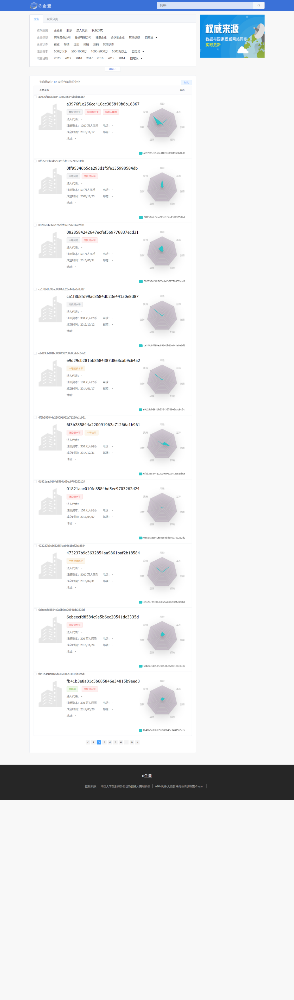 e企查
8584
企业 聚类分类
查找范围 企业名 股东 法人代表 联系方式
企业类型 有限责任公司 股份有限公司 独资企业 合伙制企业 其他类型 自定义
企业状态 在业 存续 迁出 吊销 注销 其他状态
注册资本 500万以下 500-1000万 1000-5000万 5000万以上 自定义
成立日期 2020 2019 2018 2017 2016 2015 2014 自定义
收起
权威来源
数据与国家权威网站同步
实时更新
为您找到了 87 家符合条件的企业
对比
公司名称 状态
a3976f1e256ce410ec385849b6b16367
a3976f1e256ce410ec385849b6b16367
高投资水平 低创新水平 低用人需求
法人代表： -
注册资本：1200 万人民币 电话： -
成立时间：2010/11/17 邮箱： -
地址：-
风险
基本
信用
招聘
品牌
创新
投资
a3976f1e256ce410ec385849b6b1636
0ff95346b5da293d1f5fe135998584db
0ff95346b5da293d1f5fe135998584db
中等风险 低投资水平
法人代表： -
注册资本：50 万人民币 电话： -
成立时间：2008/12/23 邮箱： -
地址：-
风险
基本
信用
招聘
品牌
创新
投资
0ff95346b5da293d1f5fe135998584d
0828584242647ecfef569776837ecd31
0828584242647ecfef569776837ecd31
中等风险 低投资水平
法人代表： -
注册资本：50 万人民币 电话： -
成立时间：2013/05/31 邮箱： -
地址：-
风险
基本
信用
招聘
品牌
创新
投资
0828584242647ecfef569776837ecd3
ca1f8b8fd99ac8584db23e441a0e8d87
ca1f8b8fd99ac8584db23e441a0e8d87
高投资水平
法人代表： -
注册资本：300 万人民币 电话： -
成立时间：2012/10/12 邮箱： -
地址：-
风险
基本
信用
招聘
品牌
创新
投资
ca1f8b8fd99ac8584db23e441a0e8d8
e9d29cb281bb8584387d8e8cab9c64a2
e9d29cb281bb8584387d8e8cab9c64a2
中等投资水平
法人代表： -
注册资本：100 万人民币 电话： -
成立时间：2014/01/17 邮箱： -
地址：-
风险
基本
信用
招聘
品牌
创新
投资
e9d29cb281bb8584387d8e8cab9c64
6f3b285844a220091962a71266a1b961
6f3b285844a220091962a71266a1b961
低投资水平 中等信用
法人代表： -
注册资本：300 万人民币 电话： -
成立时间：2014/12/31 邮箱： -
地址：-
风险
基本
信用
招聘
品牌
创新
投资
6f3b285844a220091962a71266a1b96
01821aac010fe8584bd5ec9703262d24
01821aac010fe8584bd5ec9703262d24
低投资水平
法人代表： -
注册资本：100 万人民币 电话： -
成立时间：2016/04/07 邮箱： -
地址：-
风险
基本
信用
招聘
品牌
创新
投资
01821aac010fe8584bd5ec9703262d2
473237b9c3632854aa9861baf2b18584
473237b9c3632854aa9861baf2b18584
中等投资水平
法人代表： -
注册资本：5000 万人民币 电话： -
成立时间：2016/07/31 邮箱： -
地址：-
风险
基本
信用
招聘
品牌
创新
投资
473237b9c3632854aa9861baf2b1858
6ebeecfd8584c9a5b6ec20541dc3335d
6ebeecfd8584c9a5b6ec20541dc3335d
低投资水平
法人代表： -
注册资本：300 万人民币 电话： -
成立时间：2016/11/24 邮箱： -
地址：-
风险
基本
信用
招聘
品牌
创新
投资
6ebeecfd8584c9a5b6ec20541dc3335
fb41b3e8a01c5b685846e34815b9eed3
fb41b3e8a01c5b685846e34815b9eed3
低风险 低投资水平
法人代表： -
注册资本：300 万人民币 电话： -
成立时间：2017/03/20 邮箱： -
地址：-
风险
基本
信用
招聘
品牌
创新
投资
fb41b3e8a01c5b685846e34815b9eec
1 2 3 4 5 6 ... 9
e企查
数据来源： 中国大学生服务外包创新创业大赛组委会 A10-浪潮-无监督分类系统训练集-Inspur